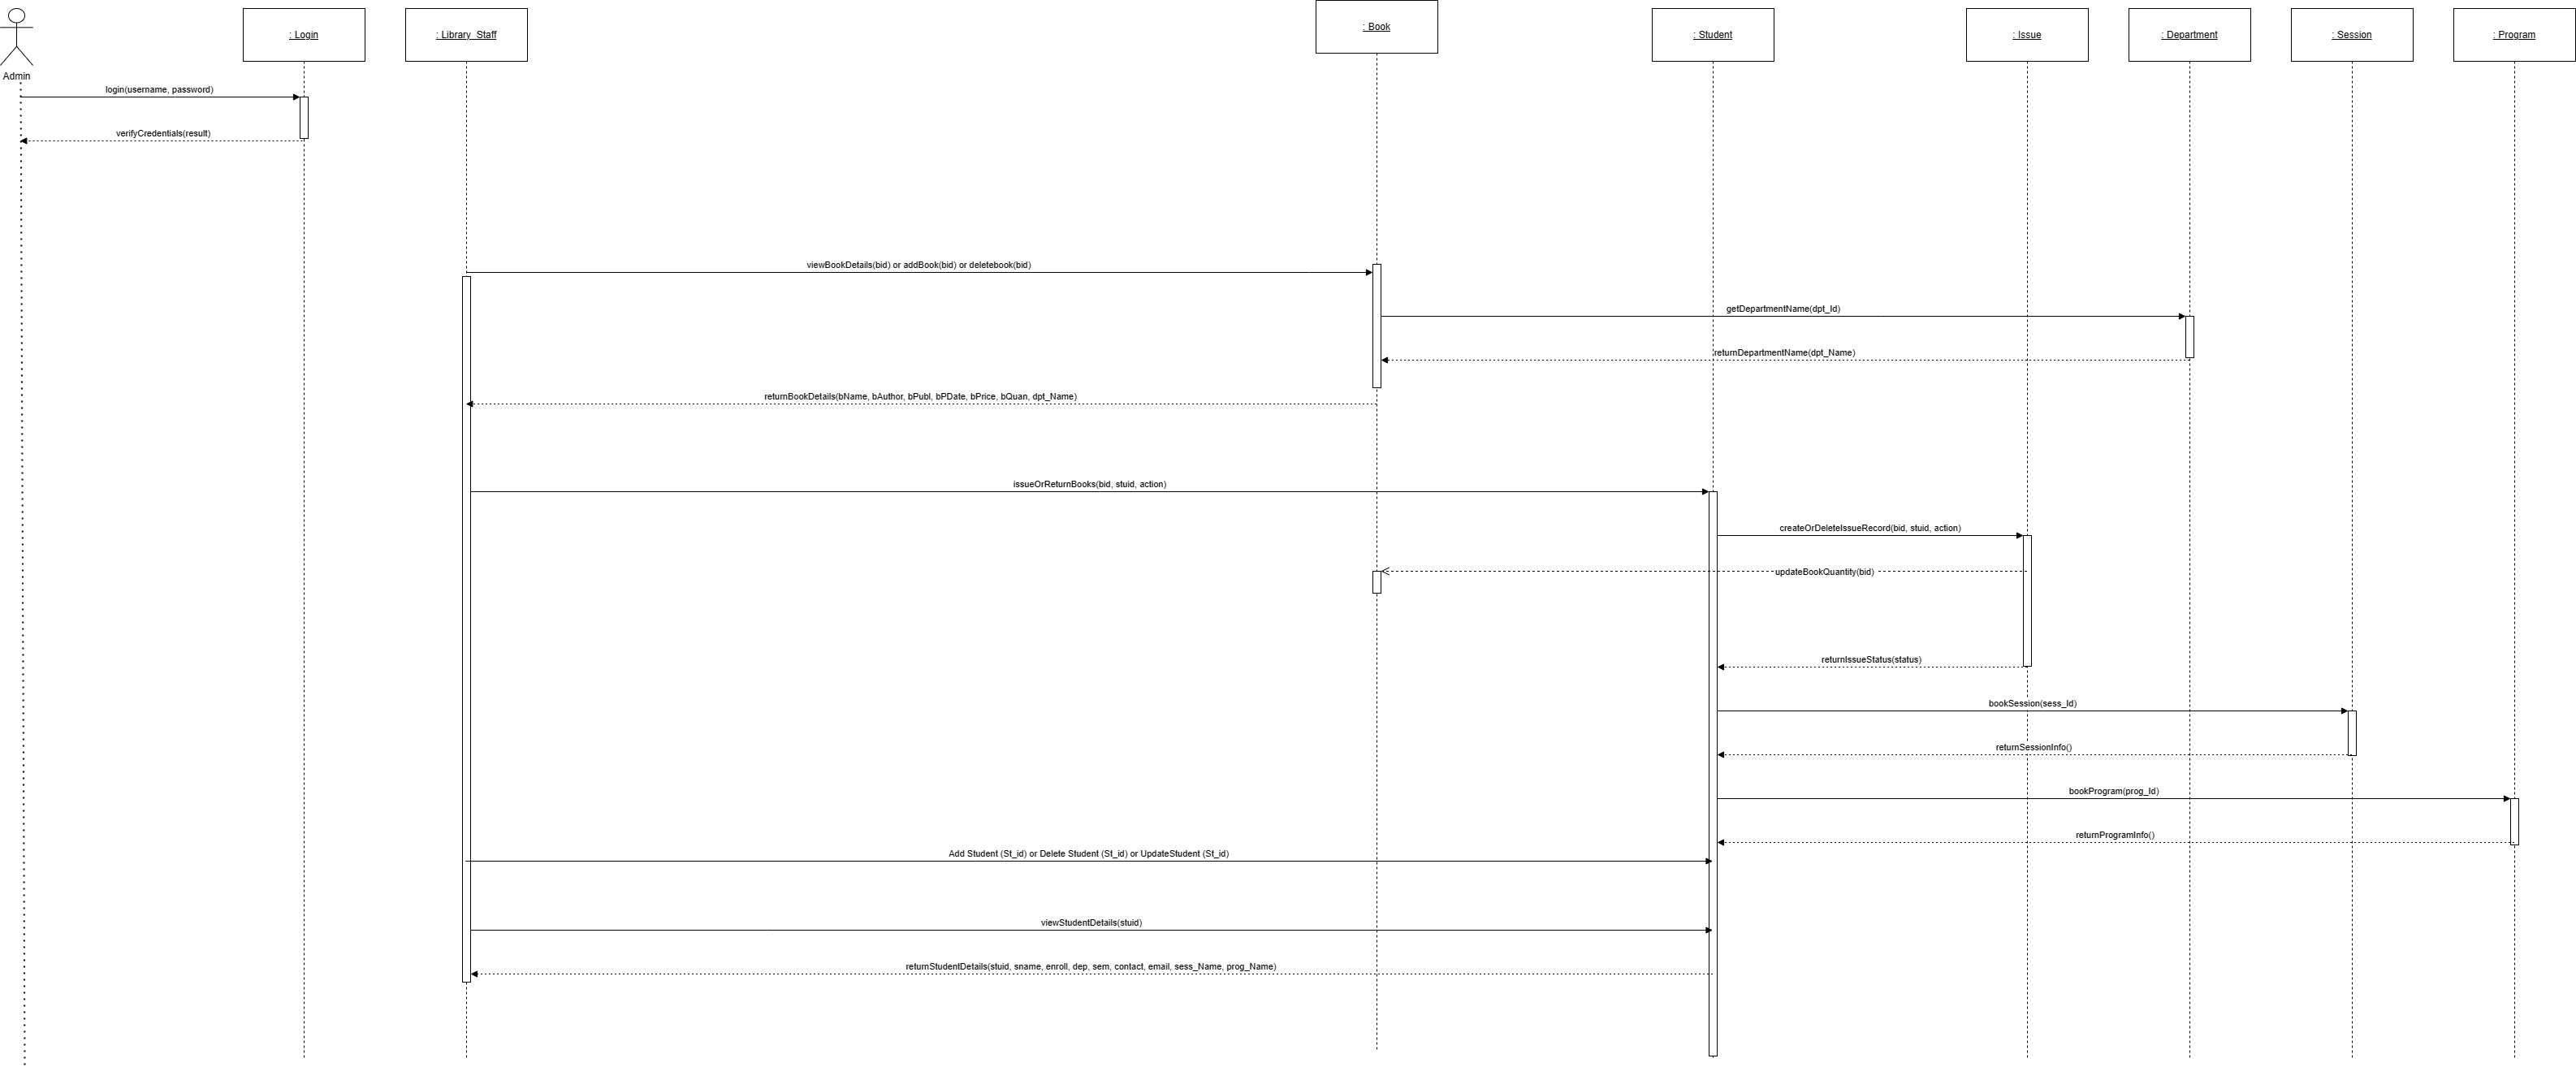 : Login
: Library_Staff
: Book
: Student
: Issue
: Department
: Session
: Program
Admin
login(username, password)
verifyCredentials(result)
viewBookDetails(bid) or addBook(bid) or deletebook(bid)
getDepartmentName(dpt_Id)
returnDepartmentName(dpt_Name)
returnBookDetails(bName, bAuthor, bPubl, bPDate, bPrice, bQuan, dpt_Name)
issueOrReturnBooks(bid, stuid, action)
createOrDeleteIssueRecord(bid, stuid, action)
updateBookQuantity(bid)
returnIssueStatus(status)
bookSession(sess_Id)
returnSessionInfo()
bookProgram(prog_Id)
returnProgramInfo()
Add Student (St_id) or Delete Student (St_id) or UpdateStudent (St_id)
viewStudentDetails(stuid)
returnStudentDetails(stuid, sname, enroll, dep, sem, contact, email, sess_Name, prog_Name)